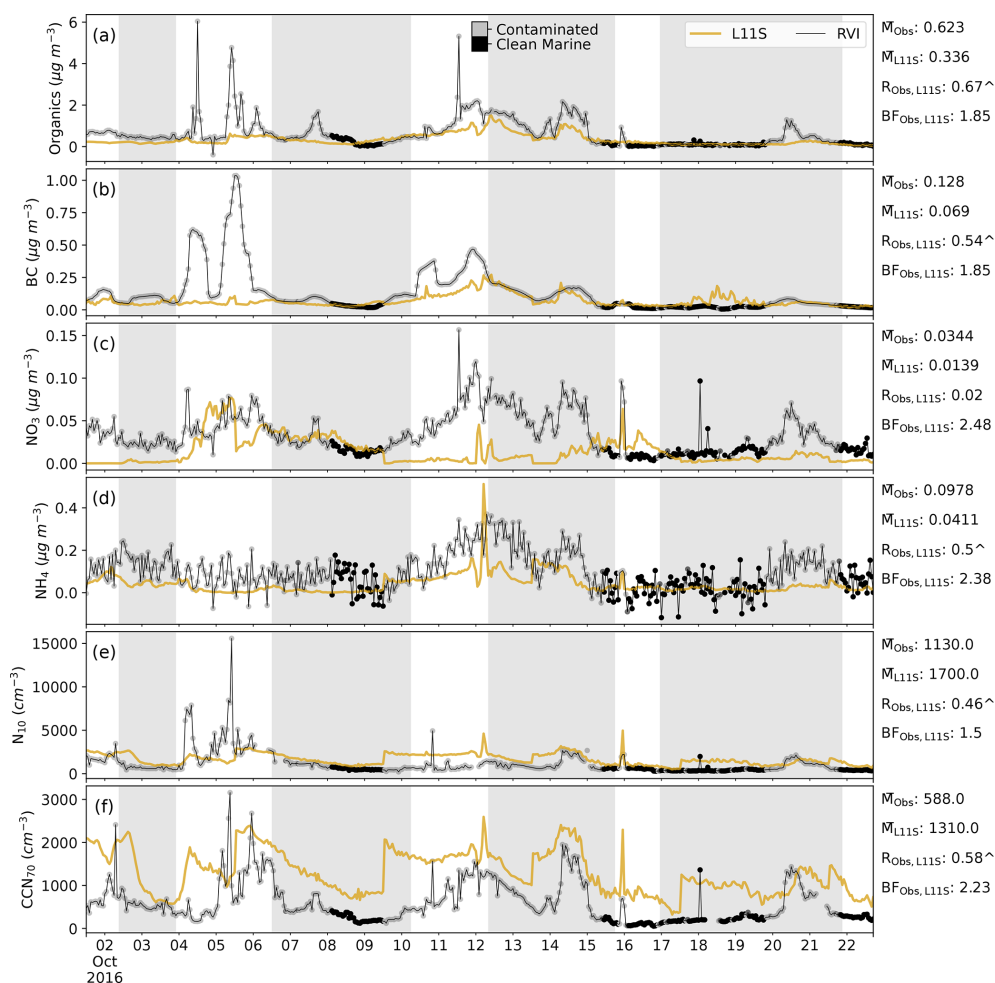 (a)
Organics (μg m⁻³)
6
4
2
0
Contaminated
Clean Marine
L11S
RVI
M̃Obs: 0.623
M̃L11S: 0.336
RObs, L11S: 0.67^
BFObs, L11S: 1.85
(b)
BC (μg m⁻³)
1.00
0.75
0.50
0.25
0.00
M̃Obs: 0.128
M̃L11S: 0.069
RObs, L11S: 0.54^
BFObs, L11S: 1.85
(c)
NO₃ (μg m⁻³)
0.15
0.10
0.05
0.00
M̃Obs: 0.0344
M̃L11S: 0.0139
RObs, L11S: 0.02
BFObs, L11S: 2.48
(d)
NH₄ (μg m⁻³)
0.4
0.2
0.0
M̃Obs: 0.0978
M̃L11S: 0.0411
RObs, L11S: 0.5^
BFObs, L11S: 2.38
(e)
N₁₀ (cm⁻³)
15000
10000
5000
0
M̃Obs: 1130.0
M̃L11S: 1700.0
RObs, L11S: 0.46^
BFObs, L11S: 1.5
(f)
CCN₇₀ (cm⁻³)
3000
2000
1000
0
M̃Obs: 588.0
M̃L11S: 1310.0
RObs, L11S: 0.58^
BFObs, L11S: 2.23
02 03 04 05 06 07 08 09 10 11 12 13 14 15 16 17 18 19 20 21 22
Oct
2016